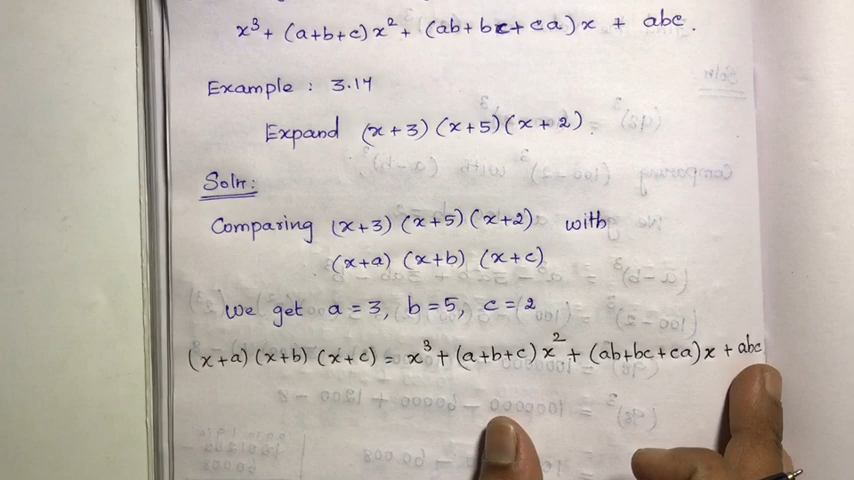 x³ + (a+b+c) x² + (ab+bc+ca) x + abc.
Example : 3.14
Expand (x+3) (x+5) (x+2).
Soln:
Comparing (x+3) (x+5) (x+2) with
(x+a) (x+b) (x+c)
We get a = 3, b = 5, c = 2
(x+a) (x+b) (x+c) = x³ + (a+b+c) x² + (ab+bc+ca) x + abc